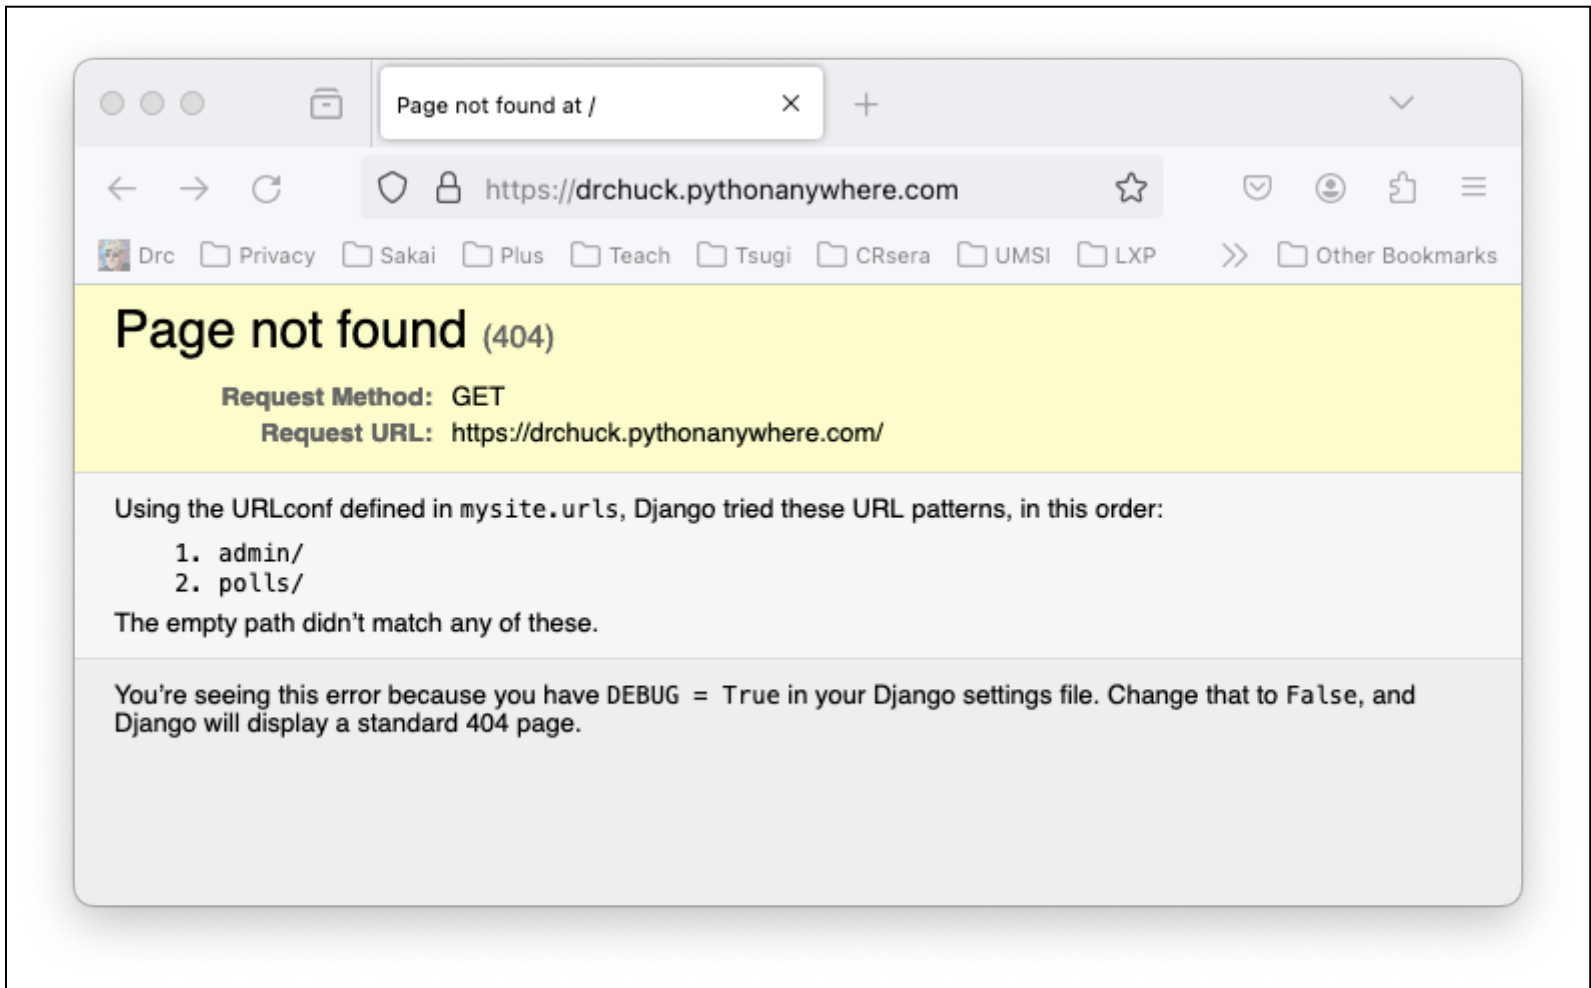 Page not found at /
https://drchuck.pythonanywhere.com
Drc Privacy Sakai Plus Teach Tsugi CRsera UMSI LXP Other Bookmarks
Page not found (404)
Request Method: GET
Request URL: https://drchuck.pythonanywhere.com/
Using the URLconf defined in mysite.urls, Django tried these URL patterns, in this order:
1. admin/
2. polls/
The empty path didn’t match any of these.
You’re seeing this error because you have DEBUG = True in your Django settings file. Change that to False, and
Django will display a standard 404 page.